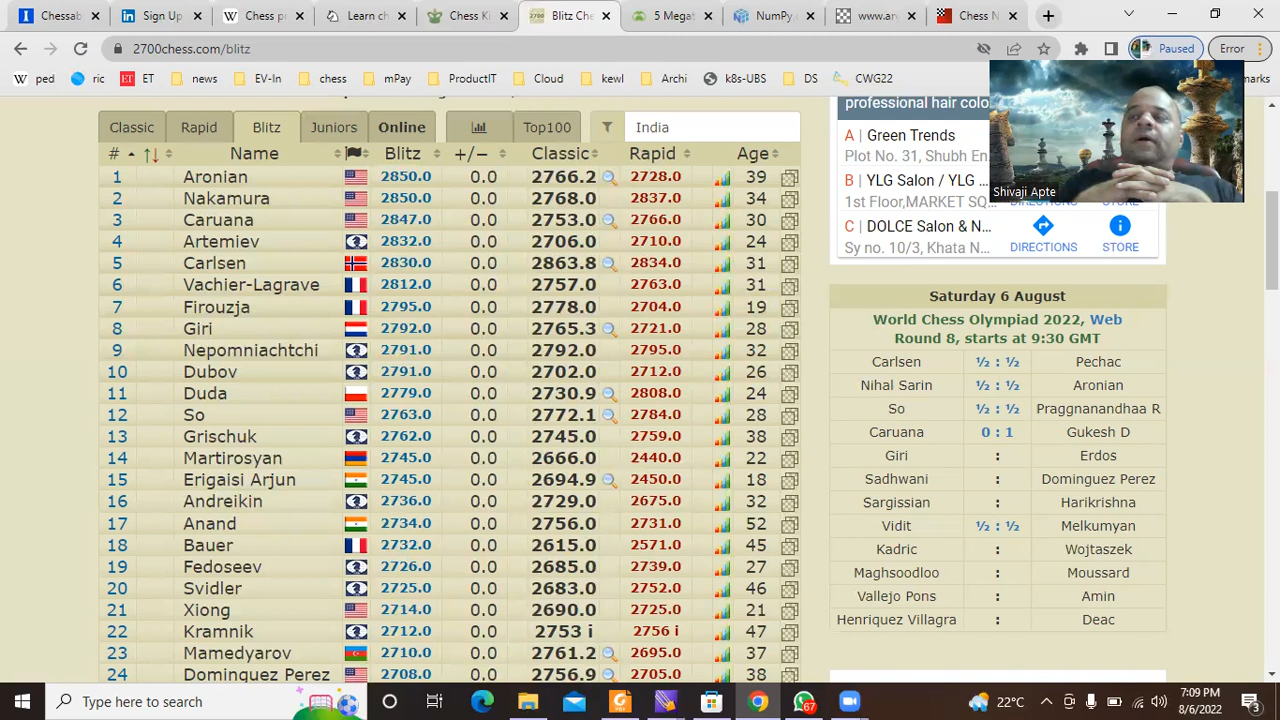 Dashbo
Sign Up
Chess pr
Learn ch
Chess Ki
Blitz Che
5 Megat
NumPy,
www.are
Chess N
2700chess.com/blitz
Paused
Error
ped
ric
ET
ET
news
EV-In
chess
mPay
ProductIT
Cloud
kewl
Archi
k8s-UBS
DS
CWG22
Classic Rapid Blitz Juniors Online Top100 India
# Name Blitz +/− Classic Rapid Age
1 Aronian 2850.0 0.0 2766.2 2728.0 39
2 Nakamura 2850.0 0.0 2768.0 2837.0 34
3 Caruana 2847.0 0.0 2753.0 2766.0 30
4 Artemiev 2832.0 0.0 2706.0 2710.0 24
5 Carlsen 2830.0 0.0 2863.8 2834.0 31
6 Vachier-Lagrave 2812.0 0.0 2757.0 2763.0 31
7 Firouzja 2795.0 0.0 2778.0 2704.0 19
8 Giri 2792.0 0.0 2765.3 2721.0 28
9 Nepomniachtchi 2791.0 0.0 2792.0 2795.0 32
10 Dubov 2791.0 0.0 2702.0 2712.0 26
11 Duda 2779.0 0.0 2730.9 2808.0 24
12 So 2763.0 0.0 2772.1 2784.0 28
13 Grischuk 2762.0 0.0 2745.0 2759.0 38
14 Martirosyan 2745.0 0.0 2666.0 2440.0 22
15 Erigaisi Arjun 2745.0 0.0 2694.9 2450.0 18
16 Andreikin 2736.0 0.0 2729.0 2675.0 32
17 Anand 2734.0 0.0 2756.0 2731.0 52
18 Bauer 2732.0 0.0 2615.0 2571.0 45
19 Fedoseev 2726.0 0.0 2685.0 2739.0 27
20 Svidler 2725.0 0.0 2683.0 2752.0 46
21 Xiong 2714.0 0.0 2690.0 2725.0 21
22 Kramnik 2712.0 0.0 2753 i 2756 i 47
23 Mamedyarov 2710.0 0.0 2761.2 2695.0 37
24 Dominguez Perez 2708.0 0.0 2756.9 2705.0 38
professional hair colo
A | Green Trends
Plot No. 31, Shubh En.
B | YLG Salon / YLG ...
1st Floor,MARKET SQ..
DIRECTIONS STORE
C | DOLCE Salon & N...
Sy no. 10/3, Khata N...
DIRECTIONS STORE
Shivaji Apte
Saturday 6 August
World Chess Olympiad 2022, Web
Round 8, starts at 9:30 GMT
Carlsen ½ : ½ Pechac
Nihal Sarin ½ : ½ Aronian
So ½ : ½ Praggnanandhaa R
Caruana 0 : 1 Gukesh D
Giri : Erdos
Sadhwani : Dominguez Perez
Sargissian : Harikrishna
Vidit ½ : ½ Melkumyan
Kadric : Wojtaszek
Maghsoodloo : Moussard
Vallejo Pons : Amin
Henriquez Villagra : Deac
Type here to search
67
22°C
7:09 PM
8/6/2022
3